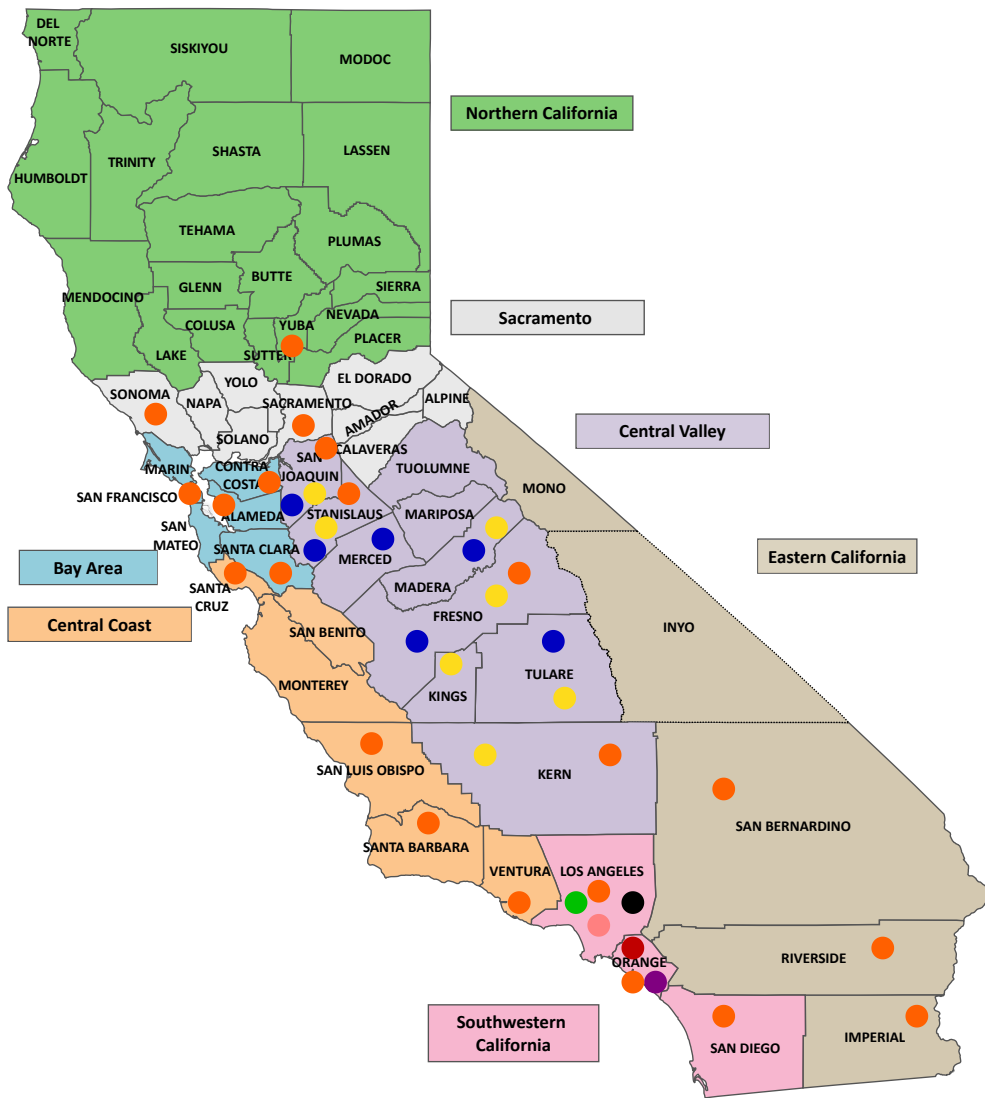 DEL
NORTE
SISKIYOU
MODOC
Northern California
HUMBOLDT
TRINITY
SHASTA
LASSEN
TEHAMA
PLUMAS
BUTTE
GLENN
SIERRA
MENDOCINO
NEVADA
YUBA
COLUSA
PLACER
LAKE
SUTTER
Sacramento
EL DORADO
YOLO
SONOMA
NAPA
SACRAMENTO
ALPINE
AMADOR
SOLANO
CALAVERAS
Central Valley
MARIN
CONTRA
COSTA
SAN
JOAQUIN
TUOLUMNE
MONO
SAN FRANCISCO
ALAMEDA
STANISLAUS
MARIPOSA
SAN
MATEO
SANTA CLARA
MERCED
Eastern California
Bay Area
SANTA
CRUZ
MADERA
FRESNO
Central Coast
SAN BENITO
INYO
MONTEREY
KINGS
TULARE
SAN LUIS OBISPO
KERN
SAN BERNARDINO
SANTA BARBARA
VENTURA
LOS ANGELES
ORANGE
RIVERSIDE
Southwestern
California
SAN DIEGO
IMPERIAL